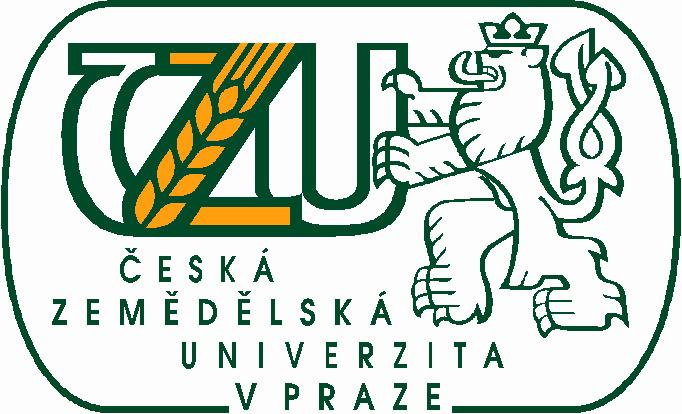 ČZU
ČESKÁ
ZEMĚDĚLSKÁ
UNIVERZITA
V PRAZE